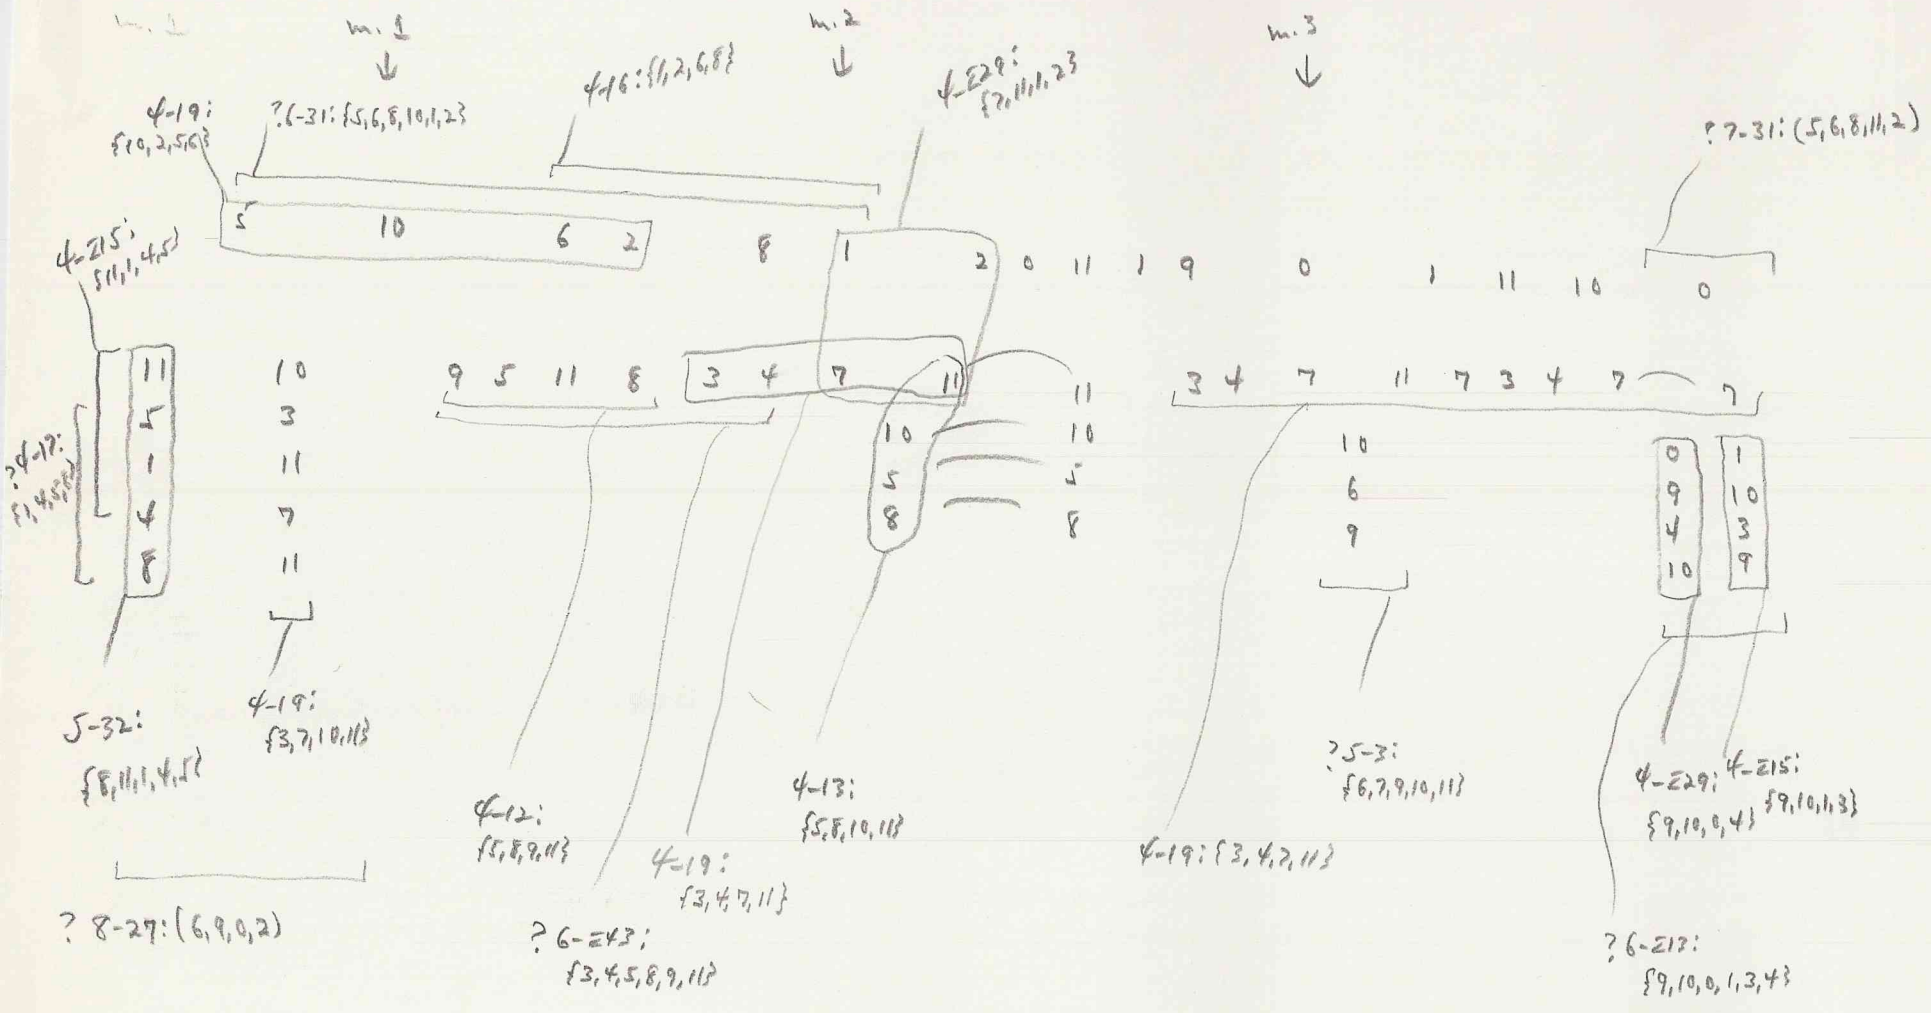 m. 1
m. 1
m. 2
m. 3
4-19:
{10,2,5,6}
?6-31:{5,6,8,10,1,2}
4-16:{1,2,6,8}
4-Z29:
{7,11,1,2}
?7-31:(5,6,8,11,2)
5 10 6 2 8 1 2 0 11 1 9 0 1 11 10 0
4-Z15:
{11,1,4,5}
?4-17:
{1,4,5,8}
11 10 9 5 11 8 3 4 7 11 11 3 4 7 11 7 3 4 7 7
5 3 10 10 10 0 1
1 11 5 5 6 9 10
4 7 8 8 9 4 3
8 11 10 9
5-32:
{8,11,1,4,5}
4-19:
{3,7,10,11}
4-12:
{5,8,9,11}
4-19:
{3,4,7,11}
4-13:
{5,8,10,11}
4-19:{3,4,7,11}
?5-3:
{6,7,9,10,11}
4-Z29:
{9,10,0,4}
4-Z15:
{9,10,1,3}
? 8-27:(6,9,0,2)
?6-Z43:
{3,4,5,8,9,11}
?6-Z13:
{9,10,0,1,3,4}